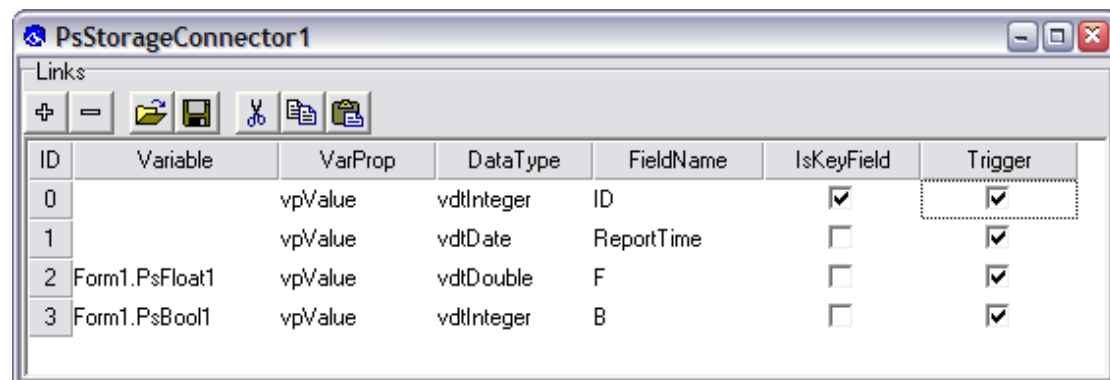 PsStorageConnector1
Links
ID Variable VarProp DataType FieldName IsKeyField Trigger
0 vpValue vdtInteger ID
1 vpValue vdtDate ReportTime
2 Form1.PsFloat1 vpValue vdtDouble F
3 Form1.PsBool1 vpValue vdtInteger B